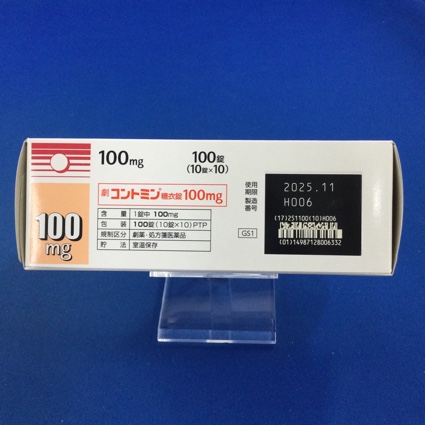 100mg
100錠
(10錠×10)
劇 コントミン糖衣錠100mg
含 量 1錠中 100mg
包 装 100錠(10錠×10)PTP
規制区分 劇薬・処方箋医薬品
貯 法 室温保存
100
mg
使用
期限
2025.11
製造
番号
H006
GS1
(17)251100(10)H006
(01)14987128006332